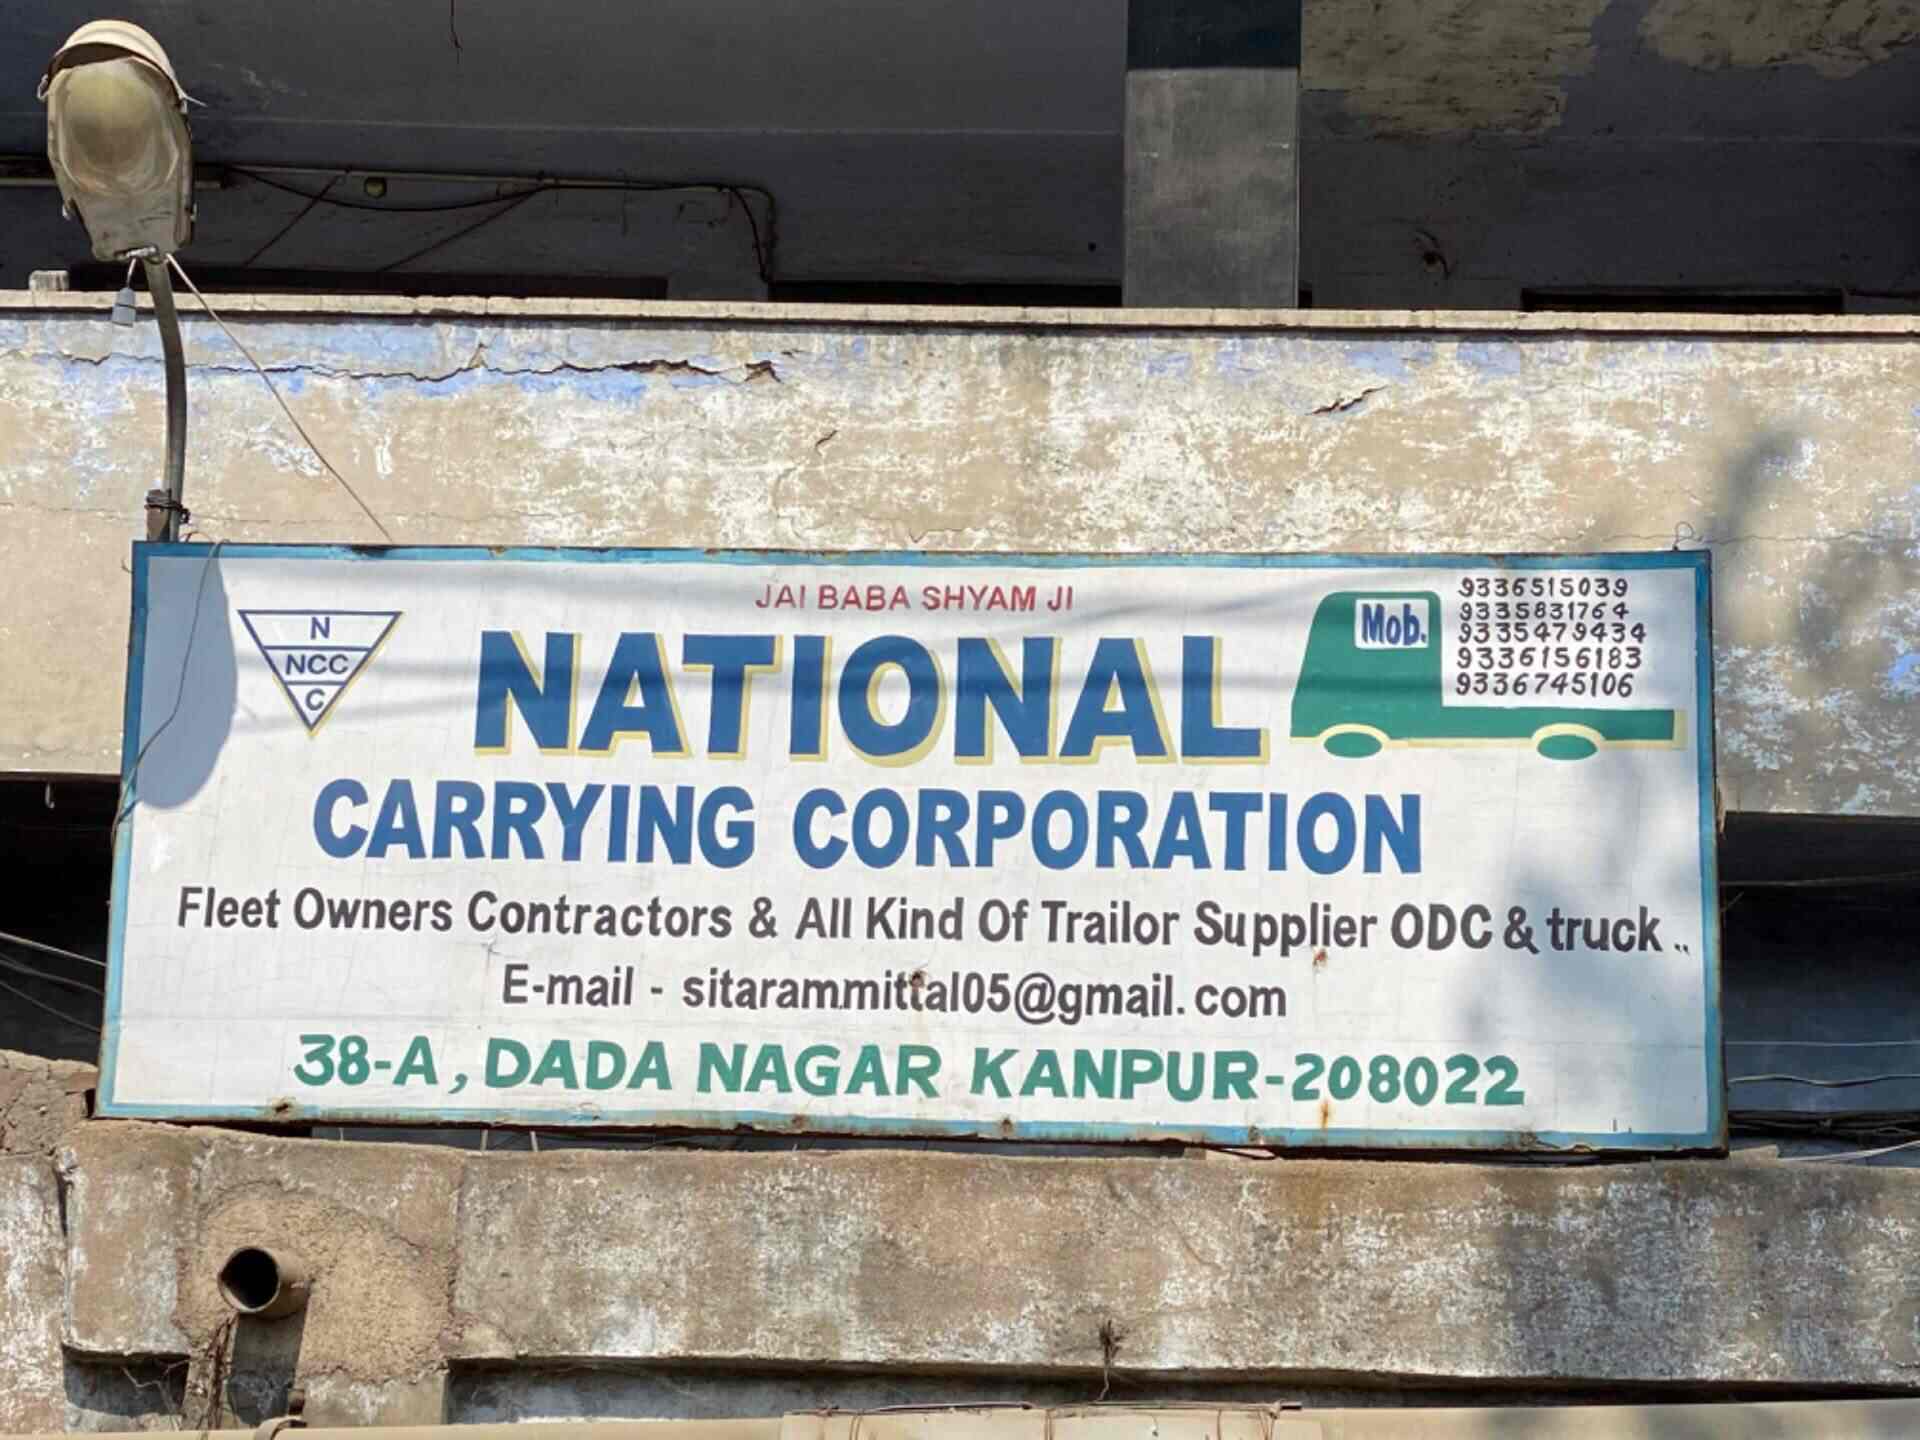 JAI BABA SHYAM JI
N
NCC
C
NATIONAL
CARRYING CORPORATION
Mob.
9336515039
9335831764
9335479434
9336156183
9336745106
Fleet Owners Contractors & All Kind Of Trailor Supplier ODC & truck ..
E-mail - sitarammittal05@gmail.com
38-A, DADA NAGAR KANPUR-208022